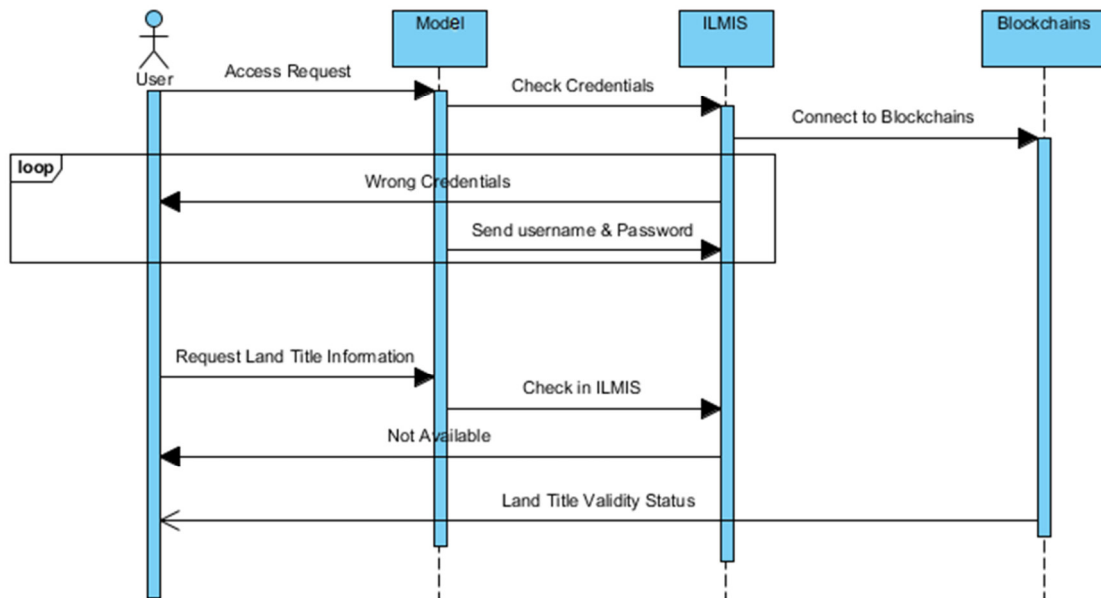 Model
ILMIS
Blockchains
User
Access Request
Check Credentials
Connect to Blockchains
loop
Wrong Credentials
Send username & Password
Request Land Title Information
Check in ILMIS
Not Available
Land Title Validity Status